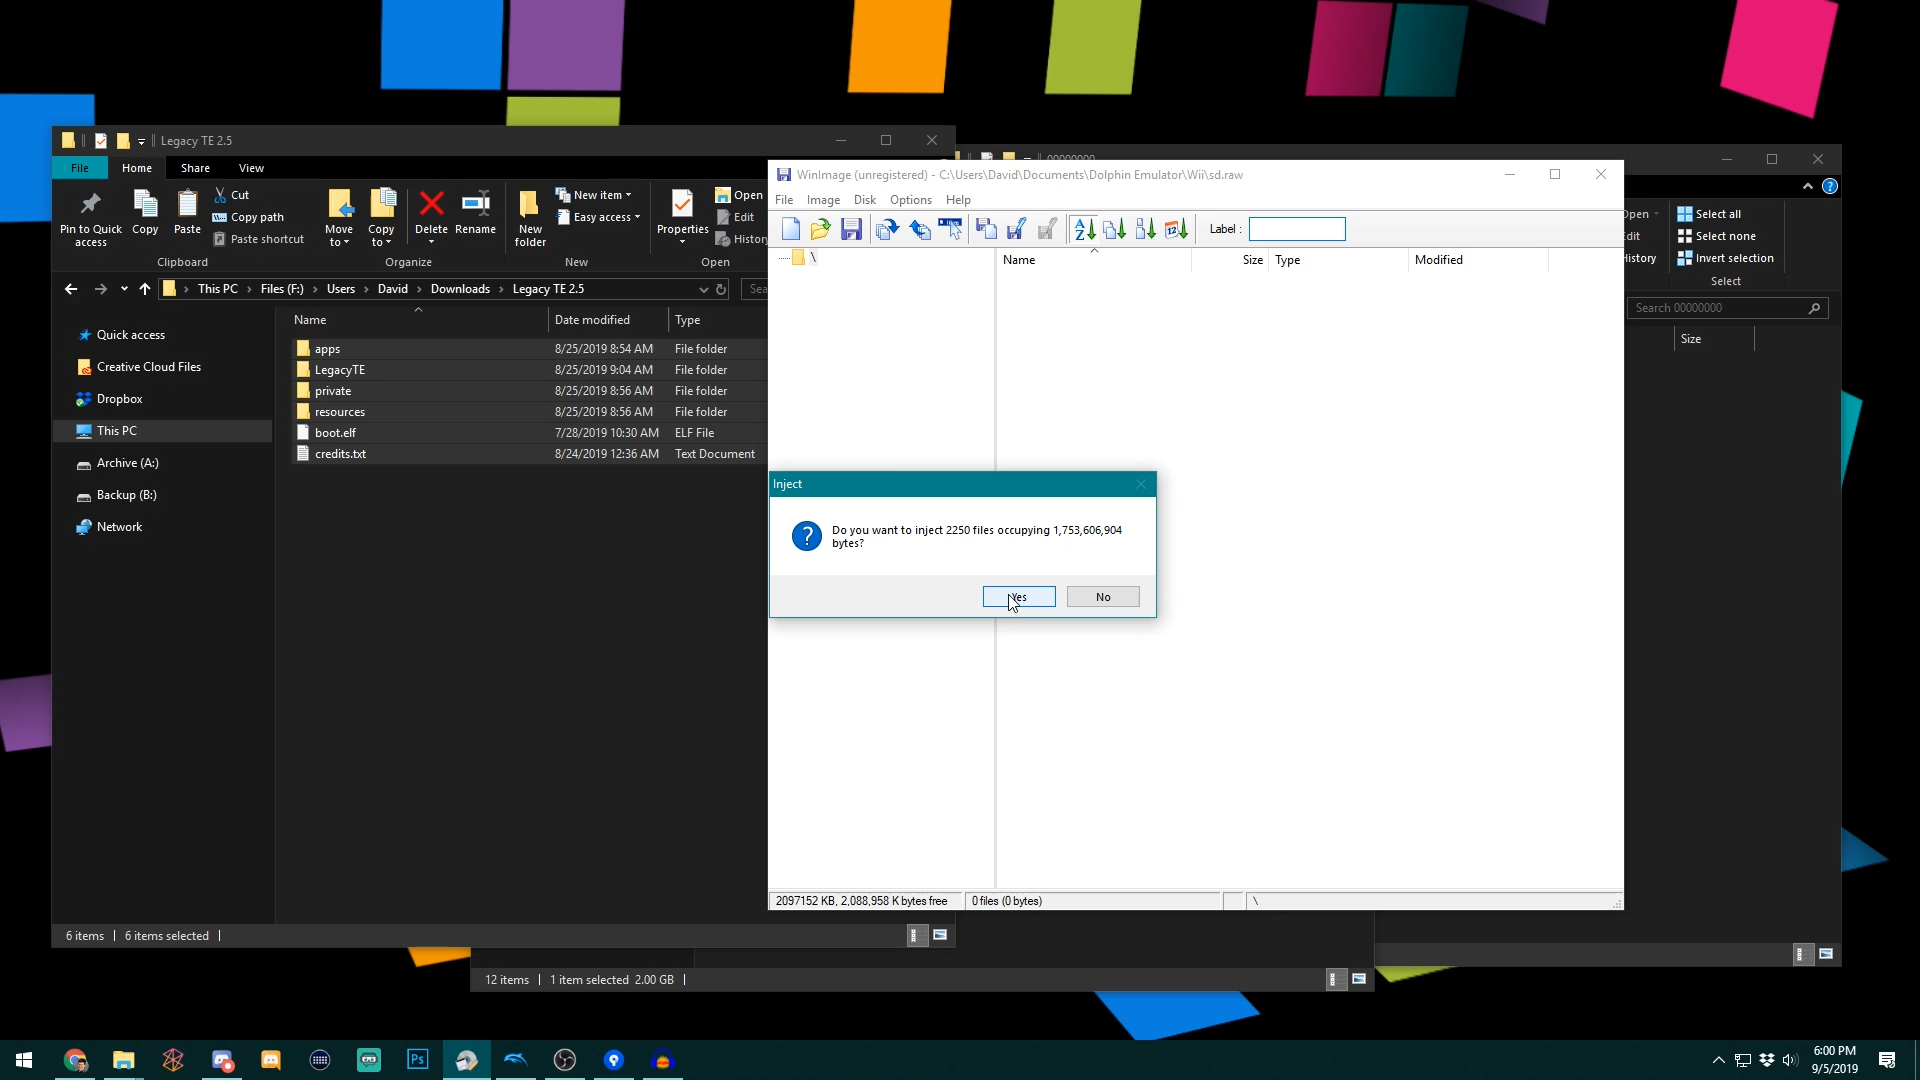 Legacy TE 2.5
File
Home
Share
View
Pin to Quick access
Copy
Paste
Cut
Copy path
Paste shortcut
Clipboard
Move to
Copy to
Delete
Rename
Organize
New folder
New item
Easy access
New
Properties
Open
Edit
History
Open
This PC
Files (F:)
Users
David
Downloads
Legacy TE 2.5
Sea
Name
Date modified
Type
Quick access
Creative Cloud Files
Dropbox
This PC
Archive (A:)
Backup (B:)
Network
apps 8/25/2019 8:54 AM File folder
LegacyTE 8/25/2019 9:04 AM File folder
private 8/25/2019 8:56 AM File folder
resources 8/25/2019 8:56 AM File folder
boot.elf 7/28/2019 10:30 AM ELF File
credits.txt 8/24/2019 12:36 AM Text Document
6 items
6 items selected
00000000
WinImage (unregistered) - C:\Users\David\Documents\Dolphin Emulator\Wii\sd.raw
File
Image
Disk
Options
Help
Label :
\
Name
Size
Type
Modified
Inject
Do you want to inject 2250 files occupying 1,753,606,904
bytes?
Yes
No
2097152 KB, 2,088,958 K bytes free
0 files (0 bytes)
\
Select all
Select none
Invert selection
Select
Search 00000000
Size
12 items
1 item selected 2.00 GB
Ps
6:00 PM
9/5/2019